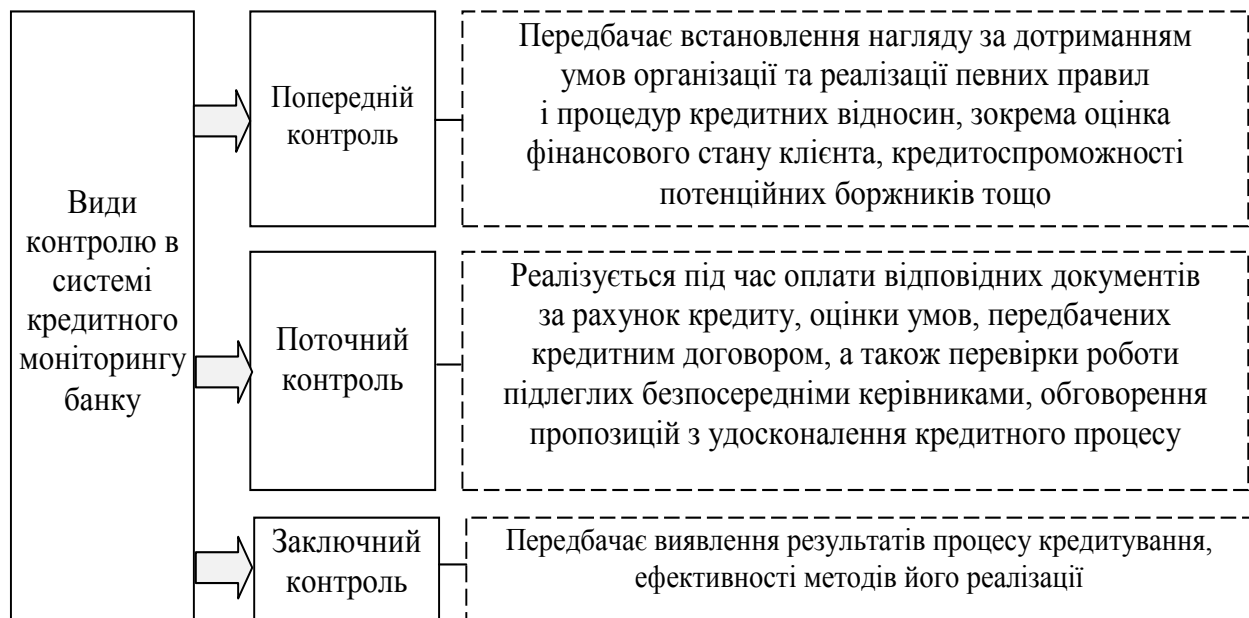 Види
контролю в
системі
кредитного
моніторингу
банку
Попередній
контроль
Передбачає встановлення нагляду за дотриманням
умов організації та реалізації певних правил
і процедур кредитних відносин, зокрема оцінка
фінансового стану клієнта, кредитоспроможності
потенційних боржників тощо
Поточний
контроль
Реалізується під час оплати відповідних документів
за рахунок кредиту, оцінки умов, передбачених
кредитним договором, а також перевірки роботи
підлеглих безпосередніми керівниками, обговорення
пропозицій з удосконалення кредитного процесу
Заключний
контроль
Передбачає виявлення результатів процесу кредитування,
ефективності методів його реалізації